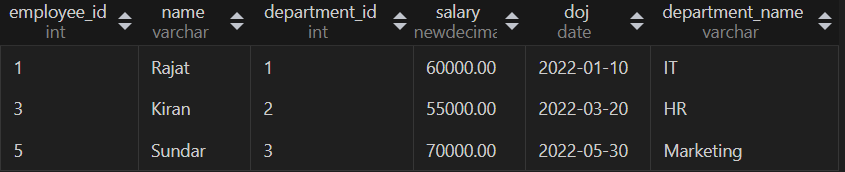 employee_id name department_id salary doj department_name
int varchar int newdecima date varchar
1 Rajat 1 60000.00 2022-01-10 IT
3 Kiran 2 55000.00 2022-03-20 HR
5 Sundar 3 70000.00 2022-05-30 Marketing